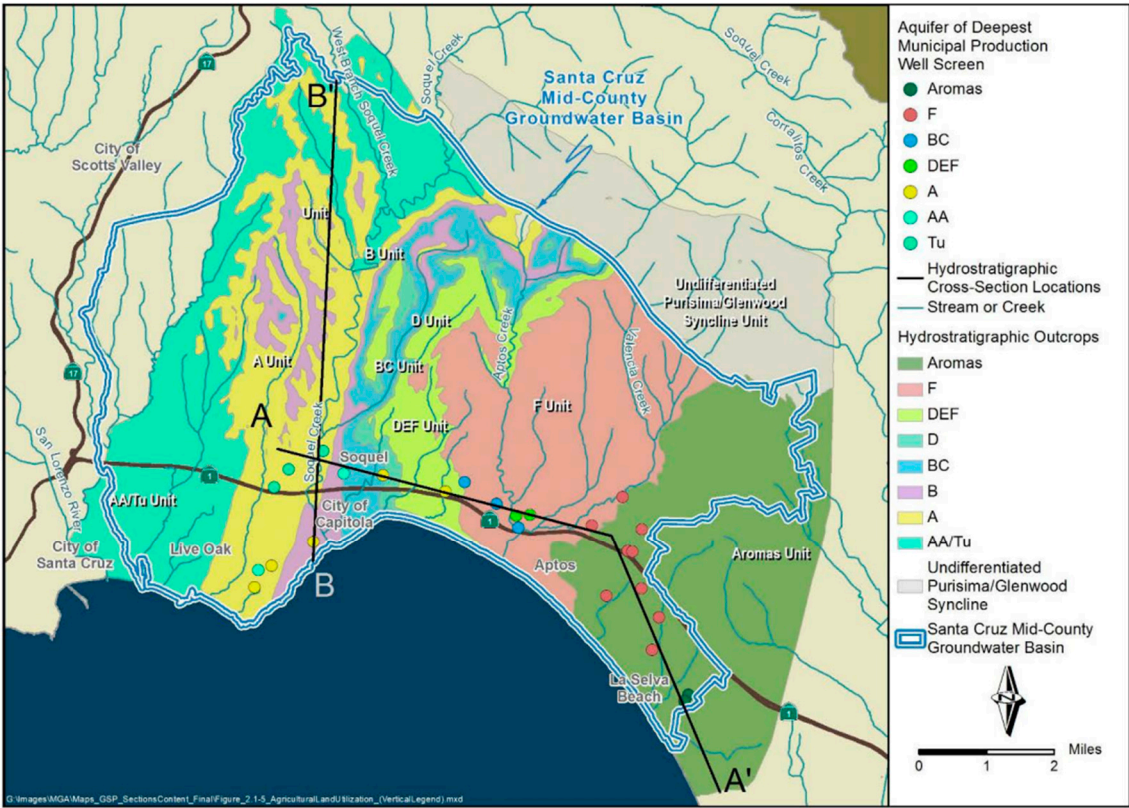 17
City of
Scotts Valley
West Branch Soquel Creek
Soquel Creek
Soquel Creek
Corralitos Creek
Santa Cruz
Mid-County
Groundwater Basin
B'
Unit
B Unit
Undifferentiated
Purisima/Glenwood
Syncline Unit
D Unit
Aptos Creek
Valencia Creek
BC Unit
A Unit
17
A
F Unit
DEF Unit
San Lorenzo River
Soquel Creek
Soquel
1
AA/Tu Unit
City of
Capitola
1
City of
Santa Cruz
Live Oak
Aptos
Aromas Unit
B
La Selva
Beach
1
A'
G:\Images\MGA\Maps_GSP_SectionsContent_Final\Figure_2.1-5_AgriculturalLandUtilization_(VerticalLegend).mxd
Aquifer of Deepest
Municipal Production
Well Screen
Aromas
F
BC
DEF
A
AA
Tu
Hydrostratigraphic
Cross-Section Locations
Stream or Creek
Hydrostratigraphic Outcrops
Aromas
F
DEF
D
BC
B
A
AA/Tu
Undifferentiated
Purisima/Glenwood
Syncline
Santa Cruz Mid-County
Groundwater Basin
Miles
0 1 2